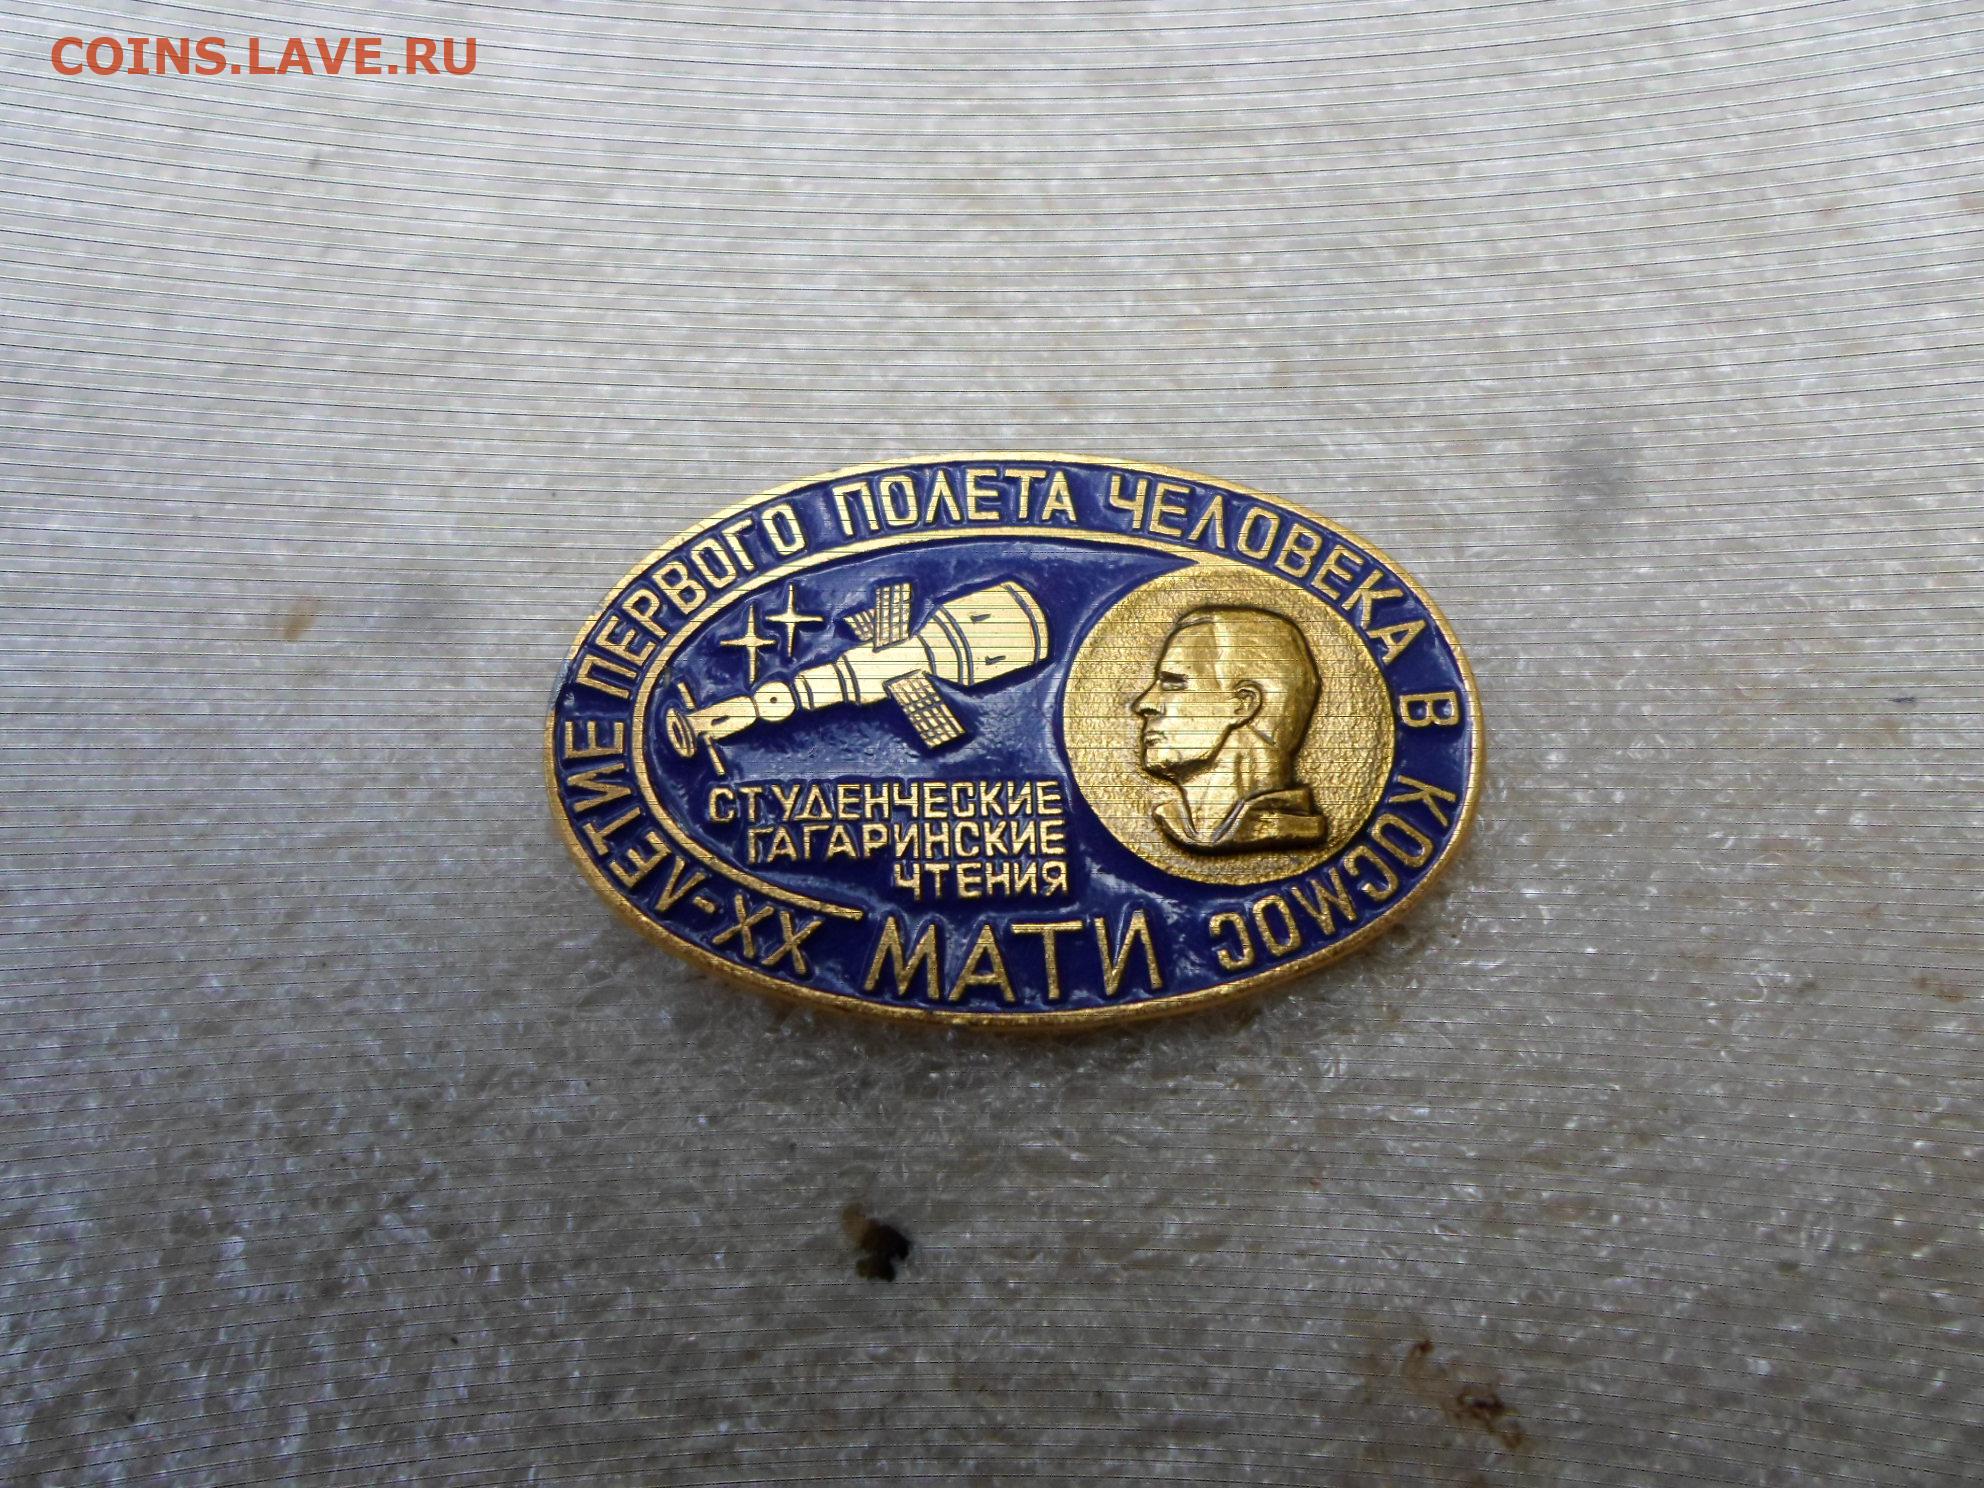 COINS.LAVE.RU
XX-ЛЕТИЕ ПЕРВОГО ПОЛЕТА ЧЕЛОВЕКА В КОСМОС
СТУДЕНЧЕСКИЕ
ГАГАРИНСКИЕ
ЧТЕНИЯ
МАТИ